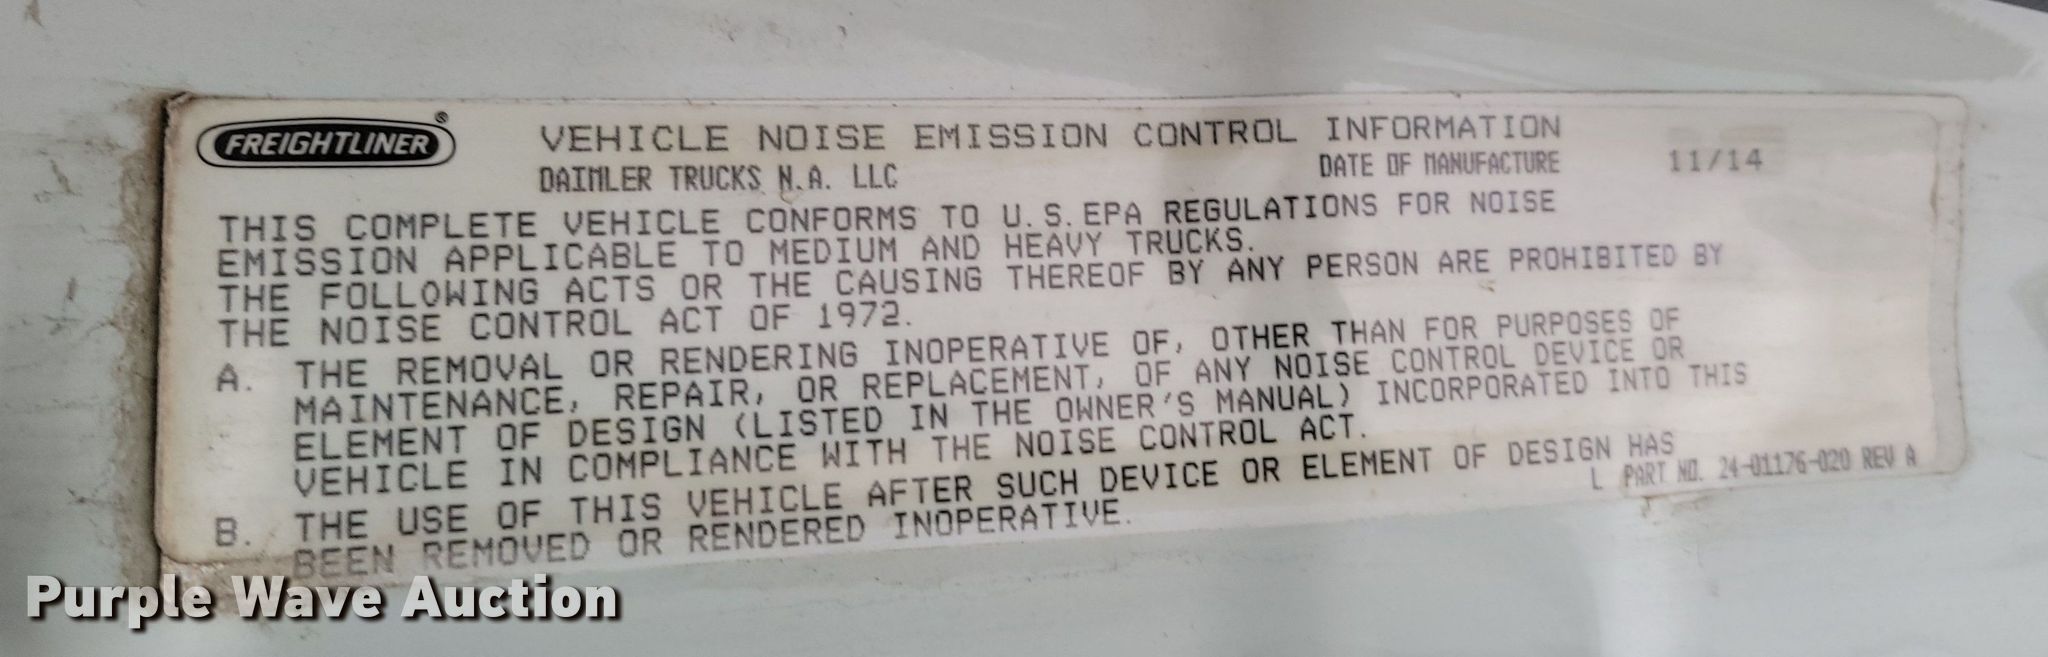 FREIGHTLINER®
VEHICLE NOISE EMISSION CONTROL INFORMATION
DAIMLER TRUCKS N.A. LLC DATE OF MANUFACTURE 11/14
THIS COMPLETE VEHICLE CONFORMS TO U.S.EPA REGULATIONS FOR NOISE
EMISSION APPLICABLE TO MEDIUM AND HEAVY TRUCKS.
THE FOLLOWING ACTS OR THE CAUSING THEREOF BY ANY PERSON ARE PROHIBITED BY
THE NOISE CONTROL ACT OF 1972.
A. THE REMOVAL OR RENDERING INOPERATIVE OF, OTHER THAN FOR PURPOSES OF
MAINTENANCE, REPAIR, OR REPLACEMENT, OF ANY NOISE CONTROL DEVICE OR
ELEMENT OF DESIGN (LISTED IN THE OWNER'S MANUAL) INCORPORATED INTO THIS
VEHICLE IN COMPLIANCE WITH THE NOISE CONTROL ACT.
B. THE USE OF THIS VEHICLE AFTER SUCH DEVICE OR ELEMENT OF DESIGN HAS
BEEN REMOVED OR RENDERED INOPERATIVE.
L PART NO. 24-01176-020 REV A
Purple Wave Auction